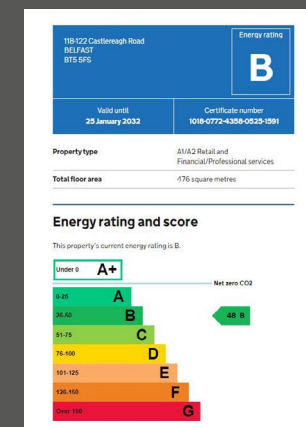 118-122 Castlereagh Road
BELFAST
BT5 5FS
Energy rating
B
Valid until
25 January 2032
Certificate number
1018-0772-4358-0525-1591
Property type
A1/A2 Retail and
Financial/Professional services
Total floor area
476 square metres
Energy rating and score
This property's current energy rating is B.
Under 0 A+
Net zero CO2
0-25 A
26-50 B
48 B
51-75 C
76-100 D
101-125 E
126-150 F
Over 150 G